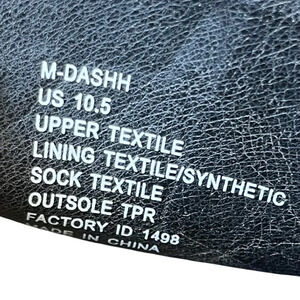 M-DASHH
US 10.5
UPPER TEXTILE
LINING TEXTILE/SYNTHETIC
SOCK TEXTILE
OUTSOLE TPR
FACTORY ID 1498
MADE IN CHINA